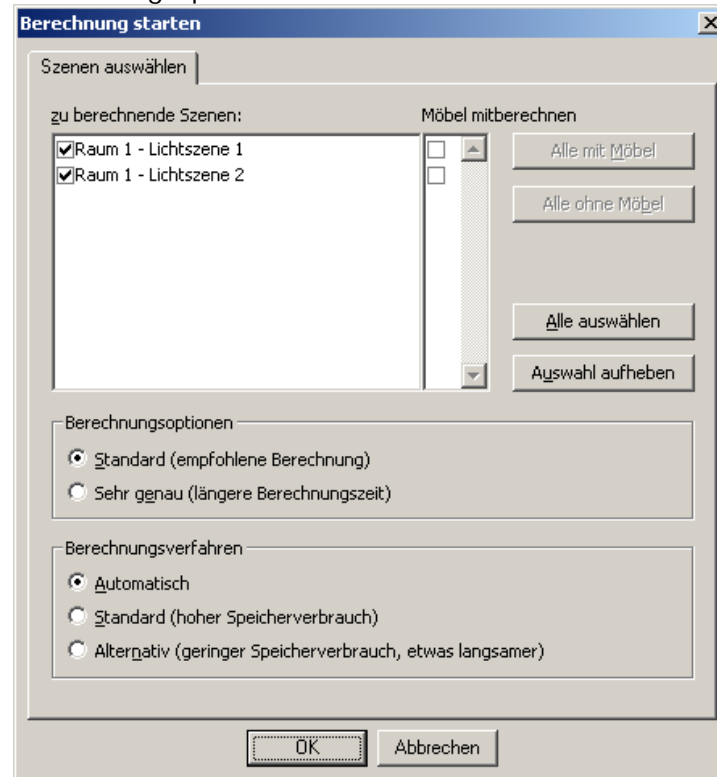 Berechnung starten
Szenen auswählen
zu berechnende Szenen:
Möbel mitberechnen
Raum 1 - Lichtszene 1
Raum 1 - Lichtszene 2
Alle mit Möbel
Alle ohne Möbel
Alle auswählen
Auswahl aufheben
Berechnungsoptionen
Standard (empfohlene Berechnung)
Sehr genau (längere Berechnungszeit)
Berechnungsverfahren
Automatisch
Standard (hoher Speicherverbrauch)
Alternativ (geringer Speicherverbrauch, etwas langsamer)
OK
Abbrechen